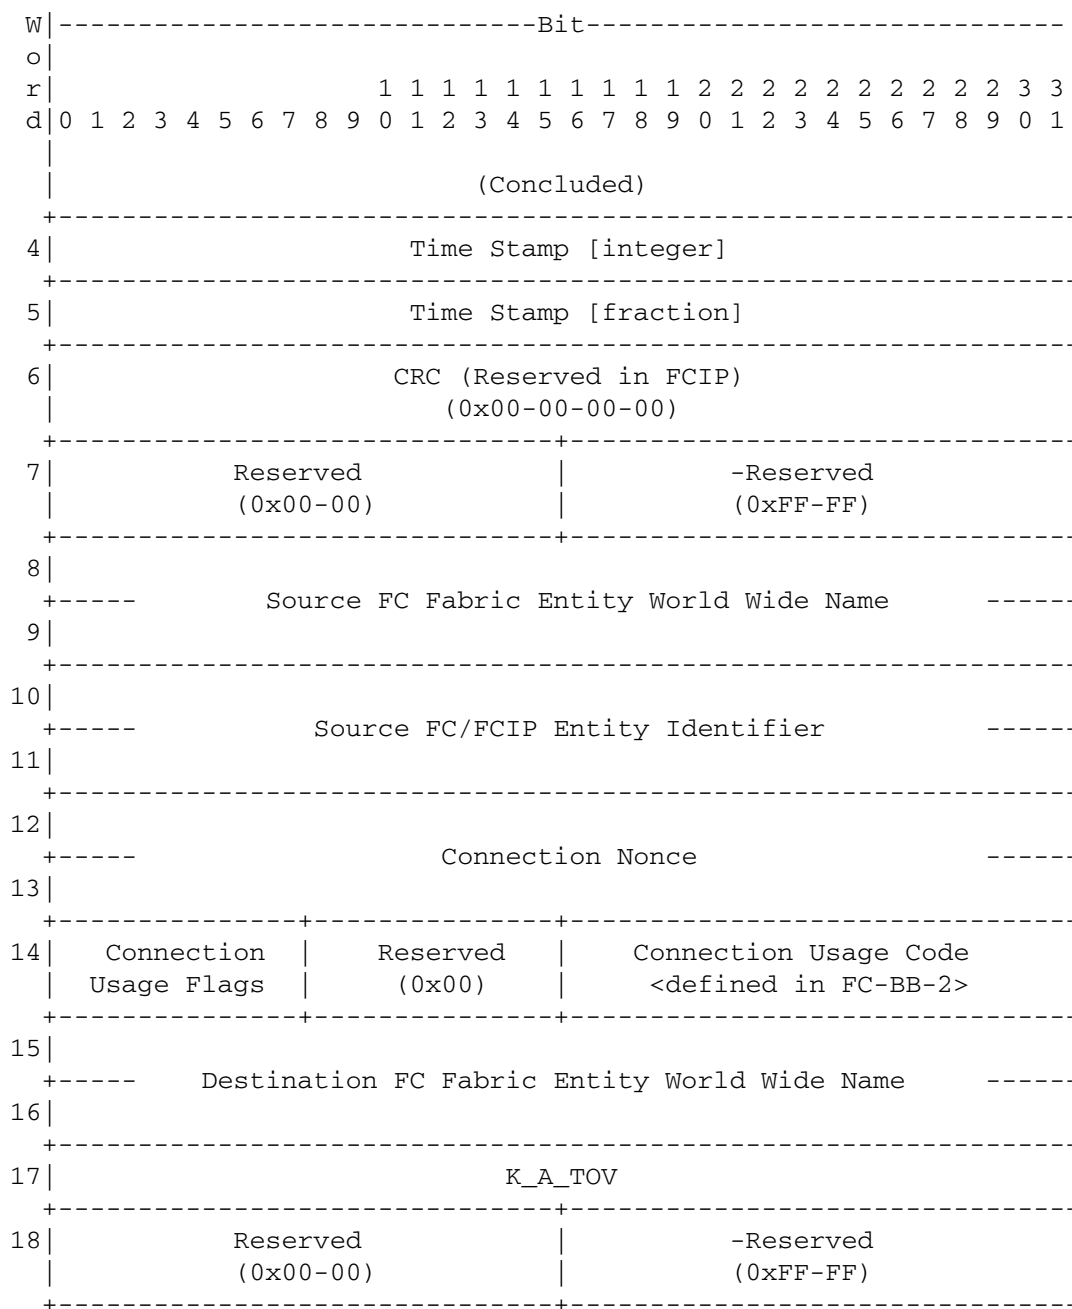 W|------------------------------Bit------------------------------
o|
r|                    1 1 1 1 1 1 1 1 1 1 2 2 2 2 2 2 2 2 2 2 3 3
d|0 1 2 3 4 5 6 7 8 9 0 1 2 3 4 5 6 7 8 9 0 1 2 3 4 5 6 7 8 9 0 1
 |
 |                          (Concluded)
 +----------------------------------------------------------------
4|                      Time Stamp [integer]
 +----------------------------------------------------------------
5|                      Time Stamp [fraction]
 +----------------------------------------------------------------
6|                     CRC (Reserved in FCIP)
 |                        (0x00-00-00-00)
 +-------------------------------+--------------------------------
7|           Reserved            |          -Reserved
 |           (0x00-00)           |          (0xFF-FF)
 +-------------------------------+--------------------------------
8|
 +-----        Source FC Fabric Entity World Wide Name      ------
9|
 +----------------------------------------------------------------
10|
 +-----           Source FC/FCIP Entity Identifier          ------
11|
 +----------------------------------------------------------------
12|
 +-----                   Connection Nonce                  ------
13|
 +---------------+---------------+--------------------------------
14|   Connection  |    Reserved   |    Connection Usage Code
 |  Usage Flags  |     (0x00)    |     <defined in FC-BB-2>
 +---------------+---------------+--------------------------------
15|
 +-----    Destination FC Fabric Entity World Wide Name     ------
16|
 +----------------------------------------------------------------
17|                            K_A_TOV
 +-------------------------------+--------------------------------
18|           Reserved            |          -Reserved
 |           (0x00-00)           |          (0xFF-FF)
 +-------------------------------+--------------------------------